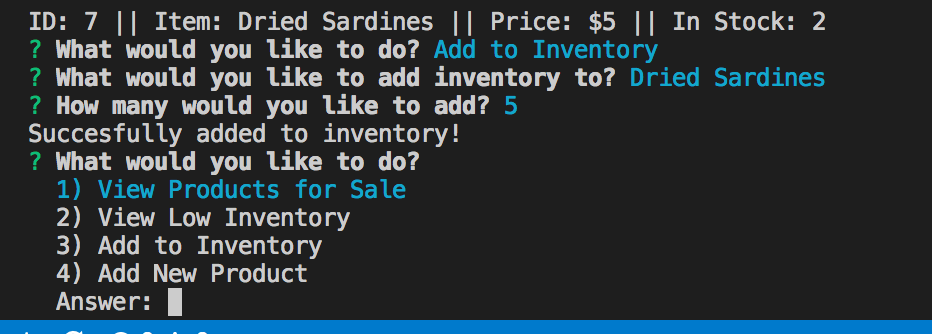 ID: 7 || Item: Dried Sardines || Price: $5 || In Stock: 2
? What would you like to do? Add to Inventory
? What would you like to add inventory to? Dried Sardines
? How many would you like to add? 5
Succesfully added to inventory!
? What would you like to do?
1) View Products for Sale
2) View Low Inventory
3) Add to Inventory
4) Add New Product
Answer: